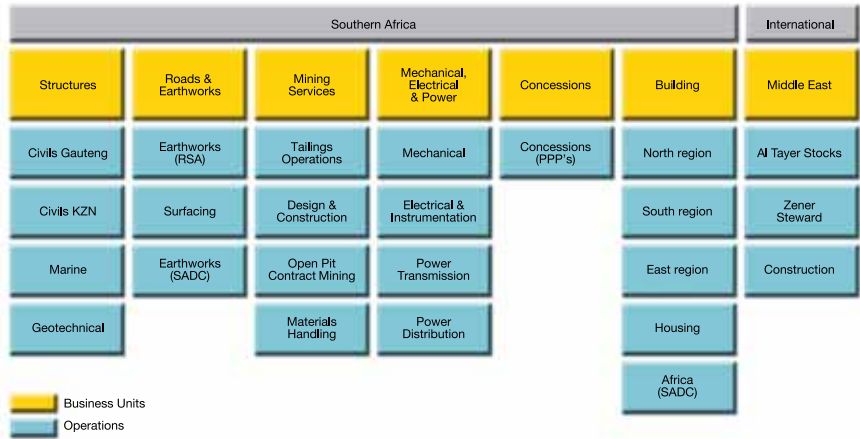 Southern Africa
International
Structures
Roads &
Earthworks
Mining
Services
Mechanical,
Electrical
& Power
Concessions
Building
Middle East
Civils Gauteng
Earthworks
(RSA)
Tailings
Operations
Mechanical
Concessions
(PPP's)
North region
Al Tayer Stocks
Civils KZN
Surfacing
Design &
Construction
Electrical &
Instrumentation
South region
Zener
Steward
Marine
Earthworks
(SADC)
Open Pit
Contract Mining
Power
Transmission
East region
Construction
Geotechnical
Materials
Handling
Power
Distribution
Housing
Africa
(SADC)
Business Units
Operations